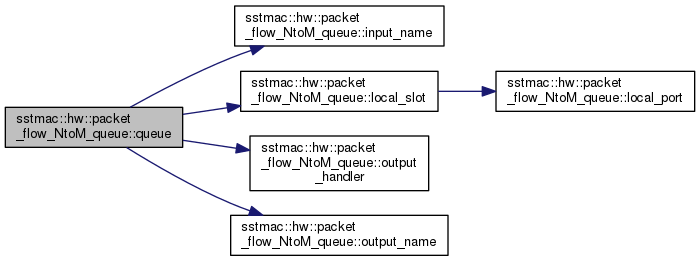 sstmac::hw::packet
_flow_NtoM_queue::input_name
sstmac::hw::packet
_flow_NtoM_queue::local_slot
sstmac::hw::packet
_flow_NtoM_queue::local_port
sstmac::hw::packet
_flow_NtoM_queue::queue
sstmac::hw::packet
_flow_NtoM_queue::output
_handler
sstmac::hw::packet
_flow_NtoM_queue::output_name